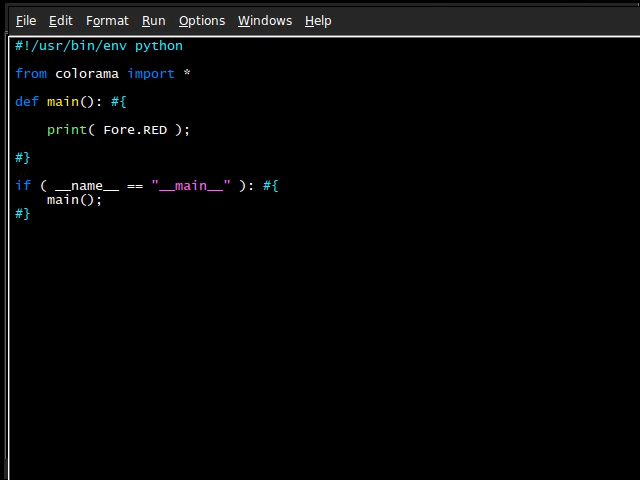 File Edit Format Run Options Windows Help
#!/usr/bin/env python
from colorama import *
def main(): #{
    print( Fore.RED );
#}
if ( __name__ == "__main__" ): #{
    main();
#}